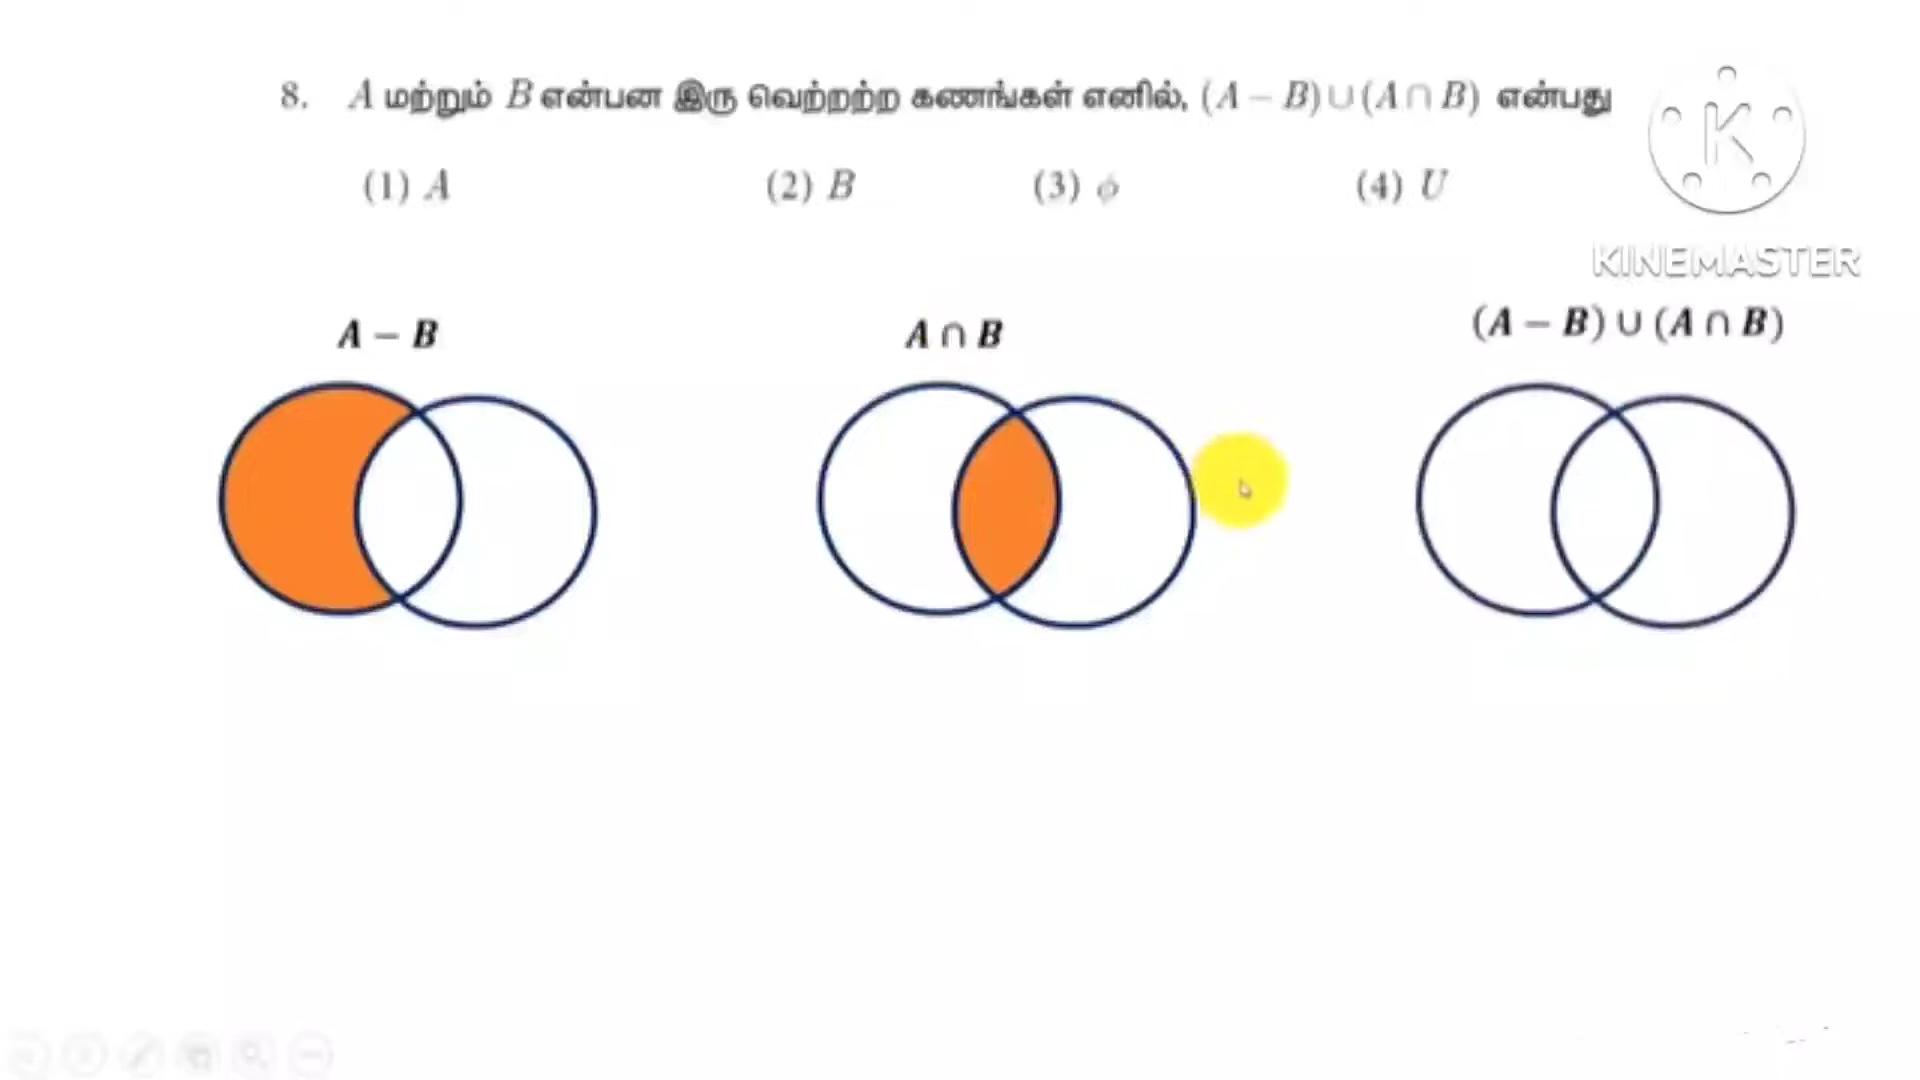 8. A மற்றும் B என்பன இரு வெற்றற்ற கணங்கள் எனில், (A – B) ∪ (A ∩ B) என்பது
(1) A (2) B (3) ϕ (4) U
K
KINEMASTER
A – B A ∩ B (A – B) ∪ (A ∩ B)